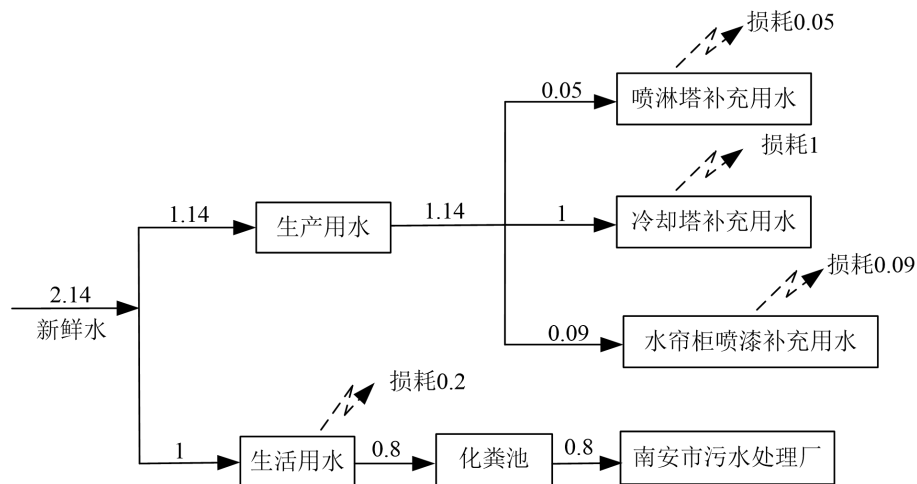 损耗0.05
0.05
喷淋塔补充用水
损耗1
1.14
生产用水
1.14
1
冷却塔补充用水
损耗0.09
2.14
新鲜水
0.09
水帘柜喷漆补充用水
损耗0.2
1
生活用水
0.8
化粪池
0.8
南安市污水处理厂